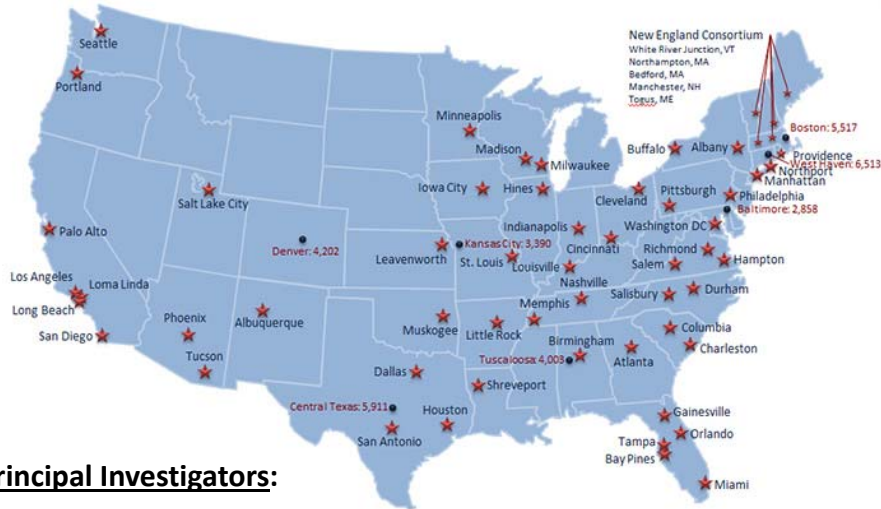 New England Consortium
White River Junction, VT
Northampton, MA
Bedford, MA
Manchester, NH
Togus, ME
Seattle
Portland
Minneapolis
Madison
Milwaukee
Buffalo
Albany
Boston: 5,517
Providence
West Haven: 6,513
Northport
Manhattan
Iowa City
Hines
Cleveland
Pittsburgh
Philadelphia
Baltimore: 2,858
Salt Lake City
Palo Alto
Denver: 4,202
Leavenworth
Kansas City: 3,390
St. Louis
Indianapolis
Cincinnati
Louisville
Washington DC
Richmond
Salem
Hampton
Nashville
Los Angeles
Loma Linda
Long Beach
San Diego
Phoenix
Tucson
Albuquerque
Muskogee
Little Rock
Memphis
Salisbury
Durham
Birmingham
Tuscaloosa: 4,003
Atlanta
Columbia
Charleston
Dallas
Shreveport
Central Texas: 5,911
San Antonio
Houston
Gainesville
Orlando
Tampa
Bay Pines
Miami
rincipal Investigators: